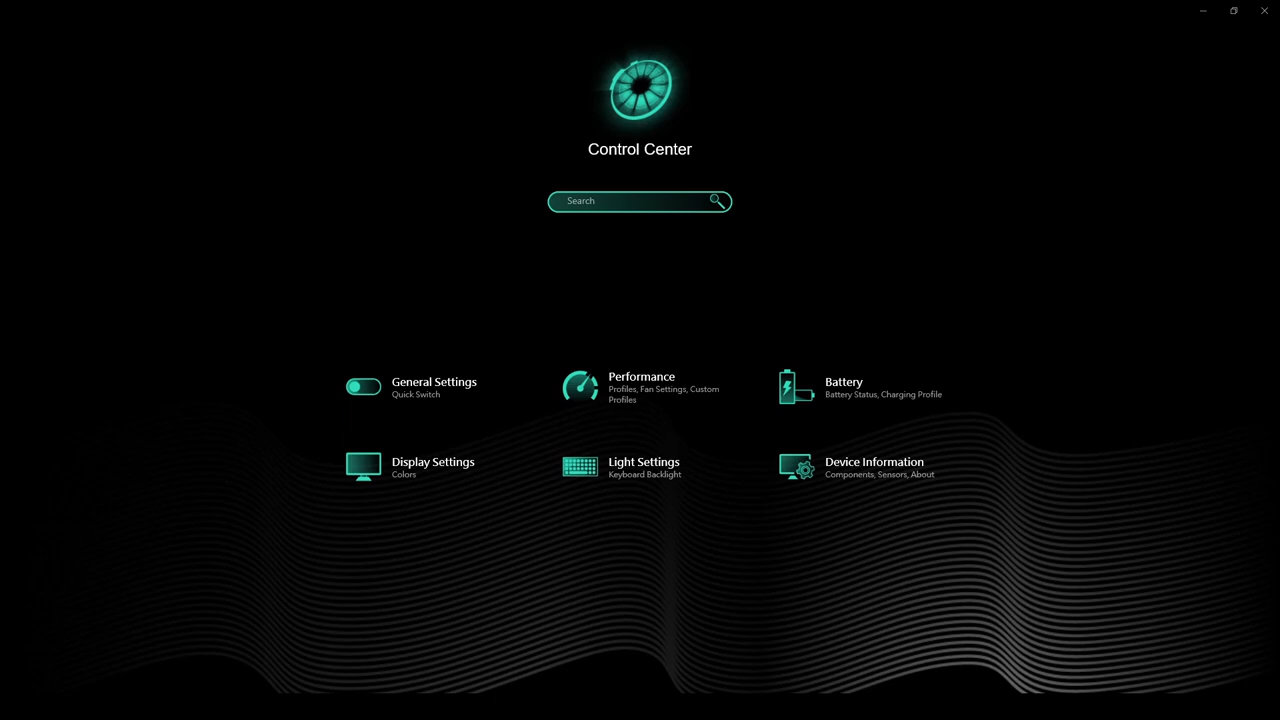 Control Center
Search
General Settings
Quick Switch
Performance
Profiles, Fan Settings, Custom
Profiles
Battery
Battery Status, Charging Profile
Display Settings
Colors
Light Settings
Keyboard Backlight
Device Information
Components, Sensors, About